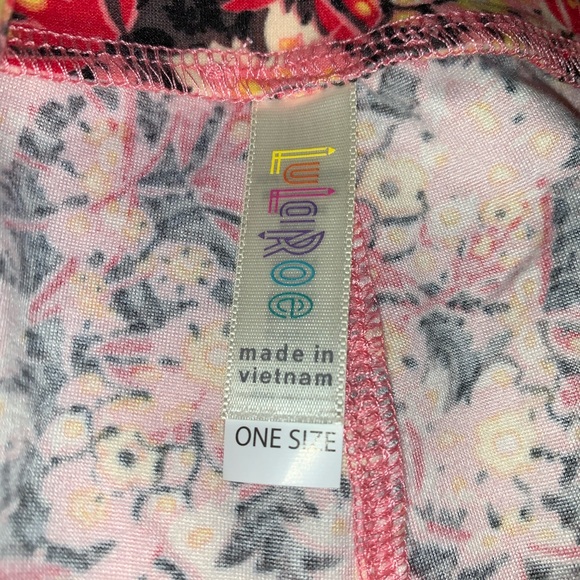 LuLaRoe
made in
vietnam
ONE SIZE